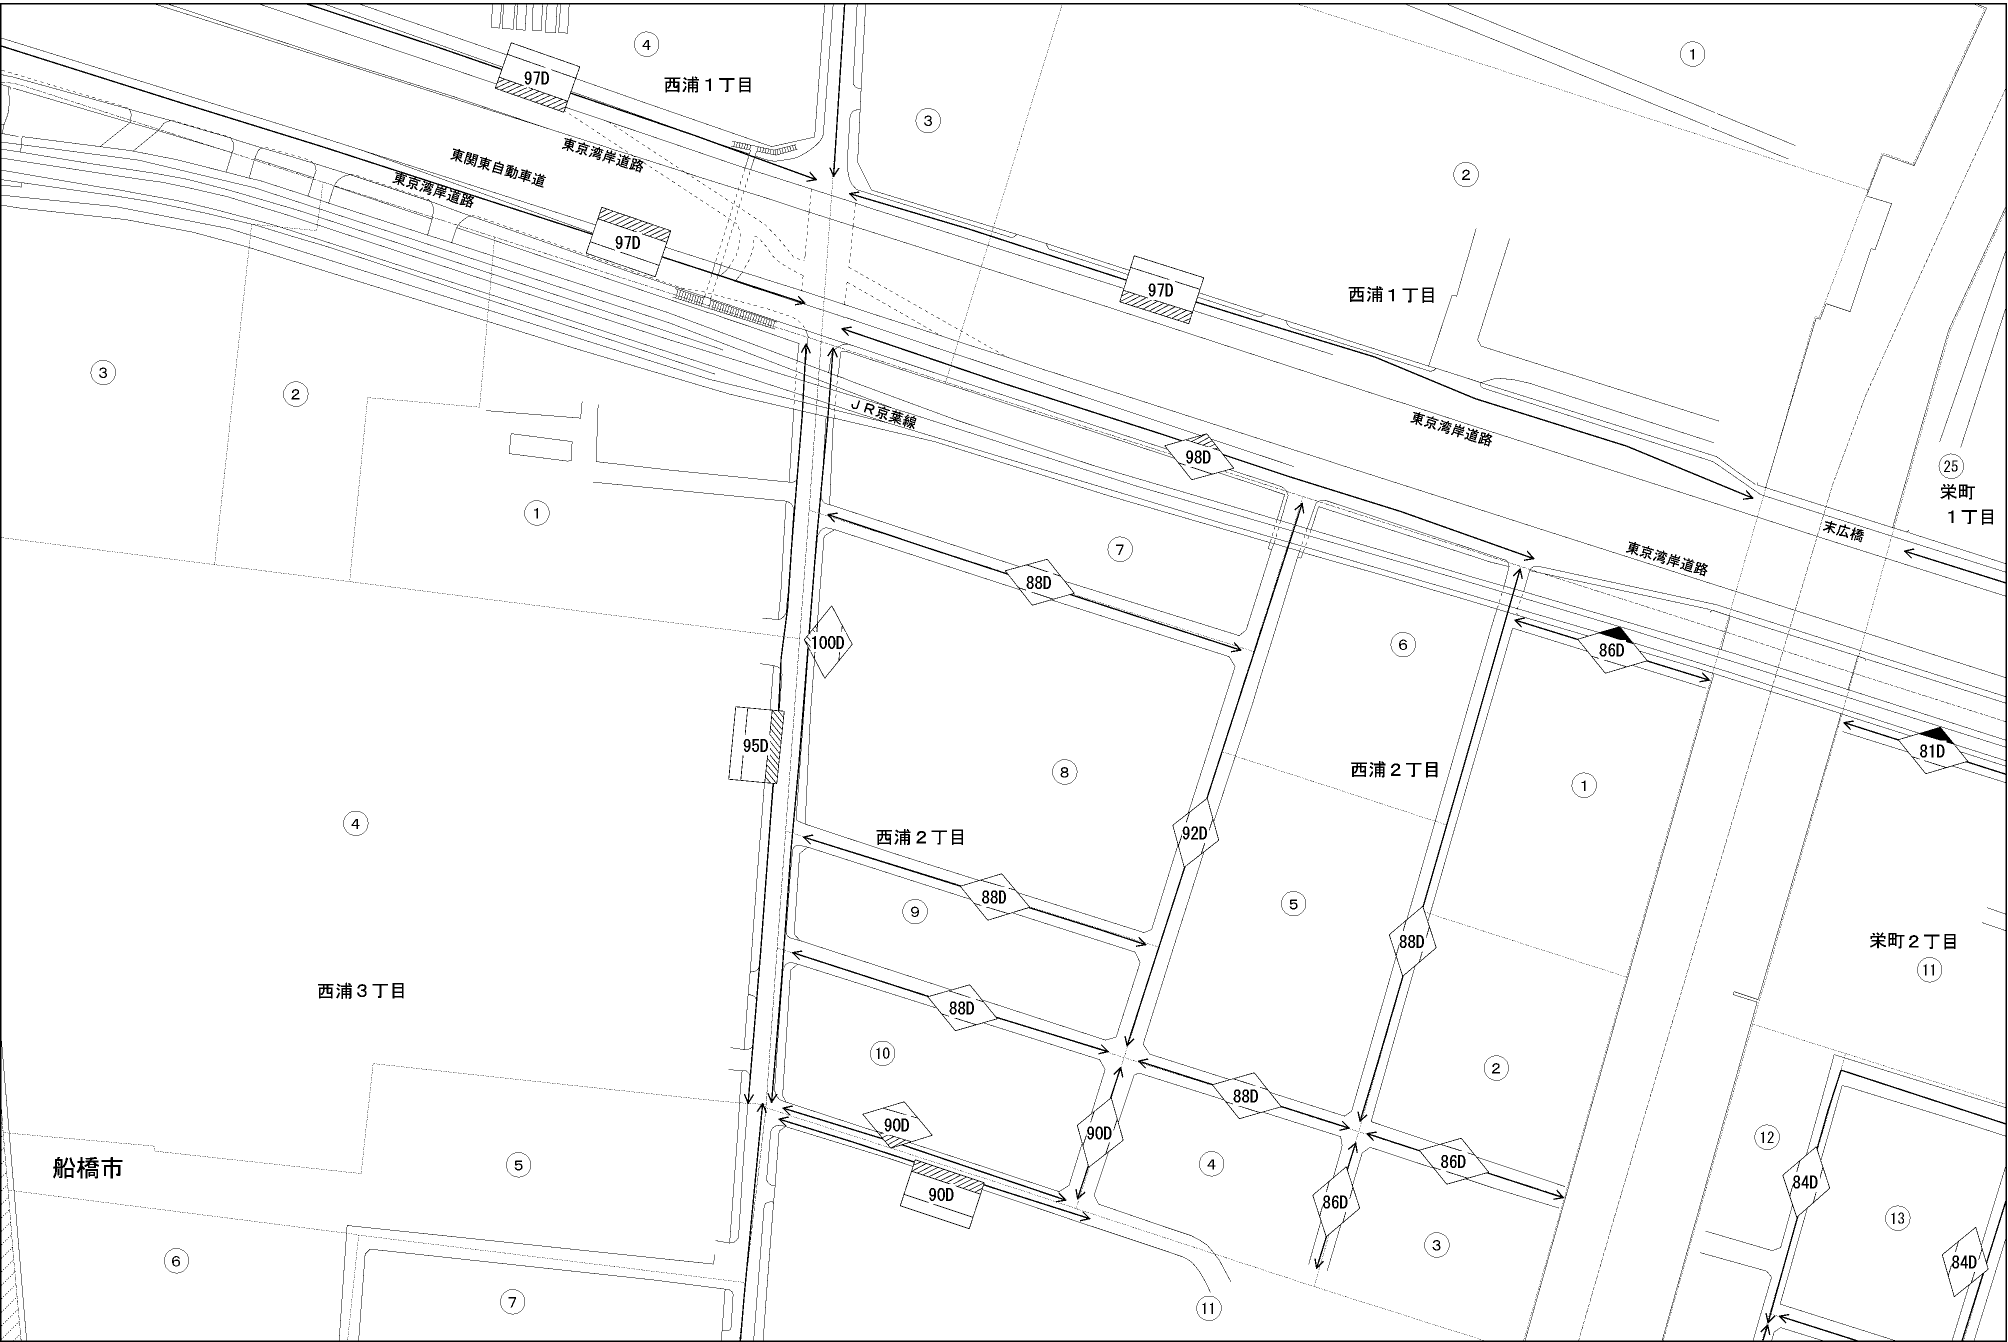 ④
①
97D
西浦１丁目
③
東京湾岸道路
東関東自動車道
②
東京湾岸道路
97D
97D
西浦１丁目
③
②
ＪＲ京葉線
東京湾岸道路
98D
㉕
栄町
１丁目
①
末広橋
⑦
東京湾岸道路
88D
100D
⑥
86D
95D
81D
⑧
西浦２丁目
①
④
西浦２丁目
92D
88D
⑨
⑤
88D
栄町２丁目
⑪
西浦３丁目
88D
⑩
②
88D
90D
90D
⑫
船橋市
⑤
④
86D
84D
90D
86D
⑬
⑥
③
84D
⑦
⑪